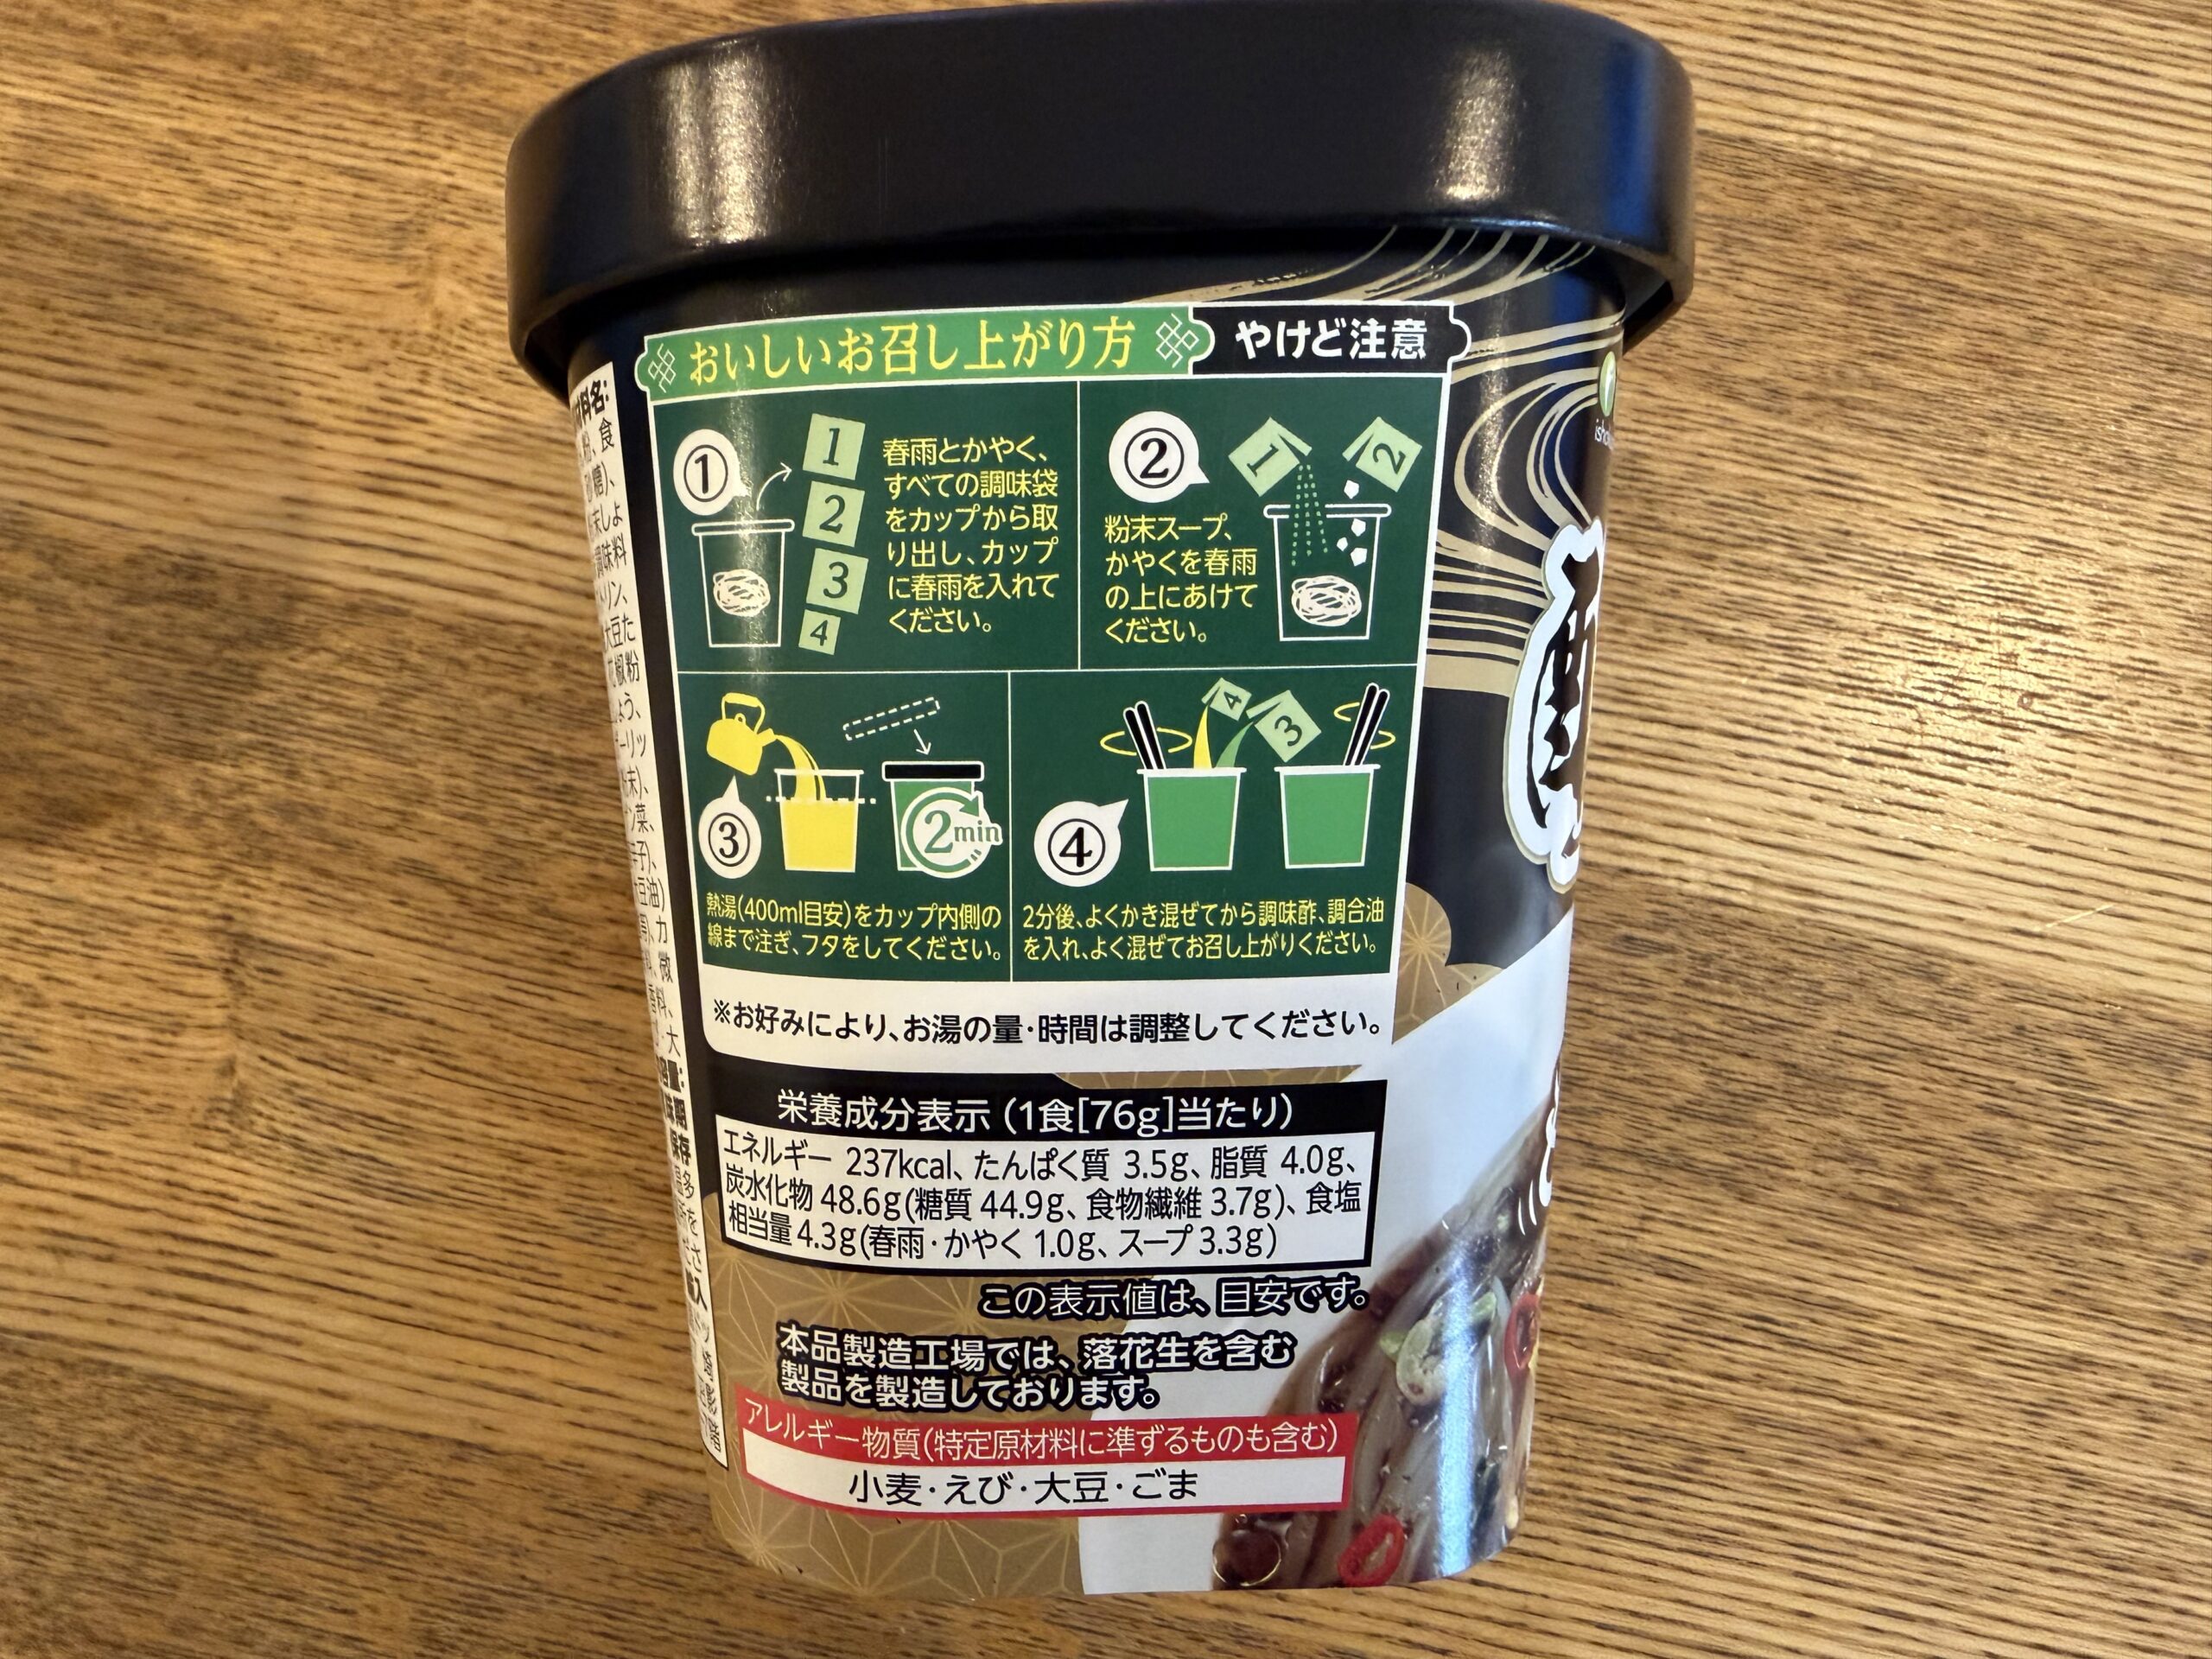 おいしいお召し上がり方
やけど注意
①
1
2
3
4
春雨とかやく、
すべての調味袋
をカップから取
り出し、カップ
に春雨を入れて
ください。
②
1
2
粉末スープ、
かやくを春雨
の上にあけて
ください。
③
2min
熱湯(400ml目安)をカップ内側の
線まで注ぎ、フタをしてください。
④
4
3
2分後、よくかき混ぜてから調味酢、調合油
を入れ、よく混ぜてお召し上がりください。
※お好みにより、お湯の量・時間は調整してください。
栄養成分表示(1食[76g]当たり)
エネルギー 237kcal、たんぱく質 3.5g、脂質 4.0g、
炭水化物 48.6g(糖質 44.9g、食物繊維 3.7g)、食塩
相当量 4.3g(春雨・かやく 1.0g、スープ 3.3g)
この表示値は、目安です。
本品製造工場では、落花生を含む
製品を製造しております。
アレルギー物質(特定原材料に準ずるものも含む)
小麦・えび・大豆・ごま